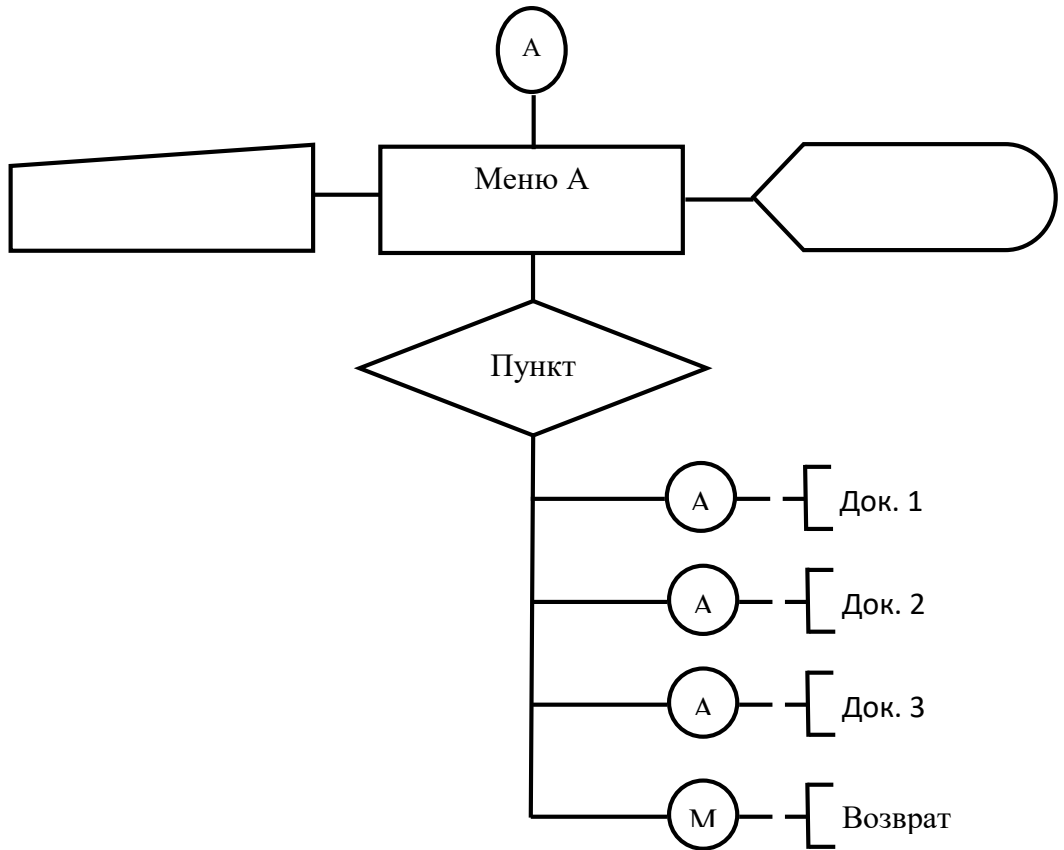 А
Меню А
Пункт
А
Док. 1
А
Док. 2
А
Док. 3
М
Возврат